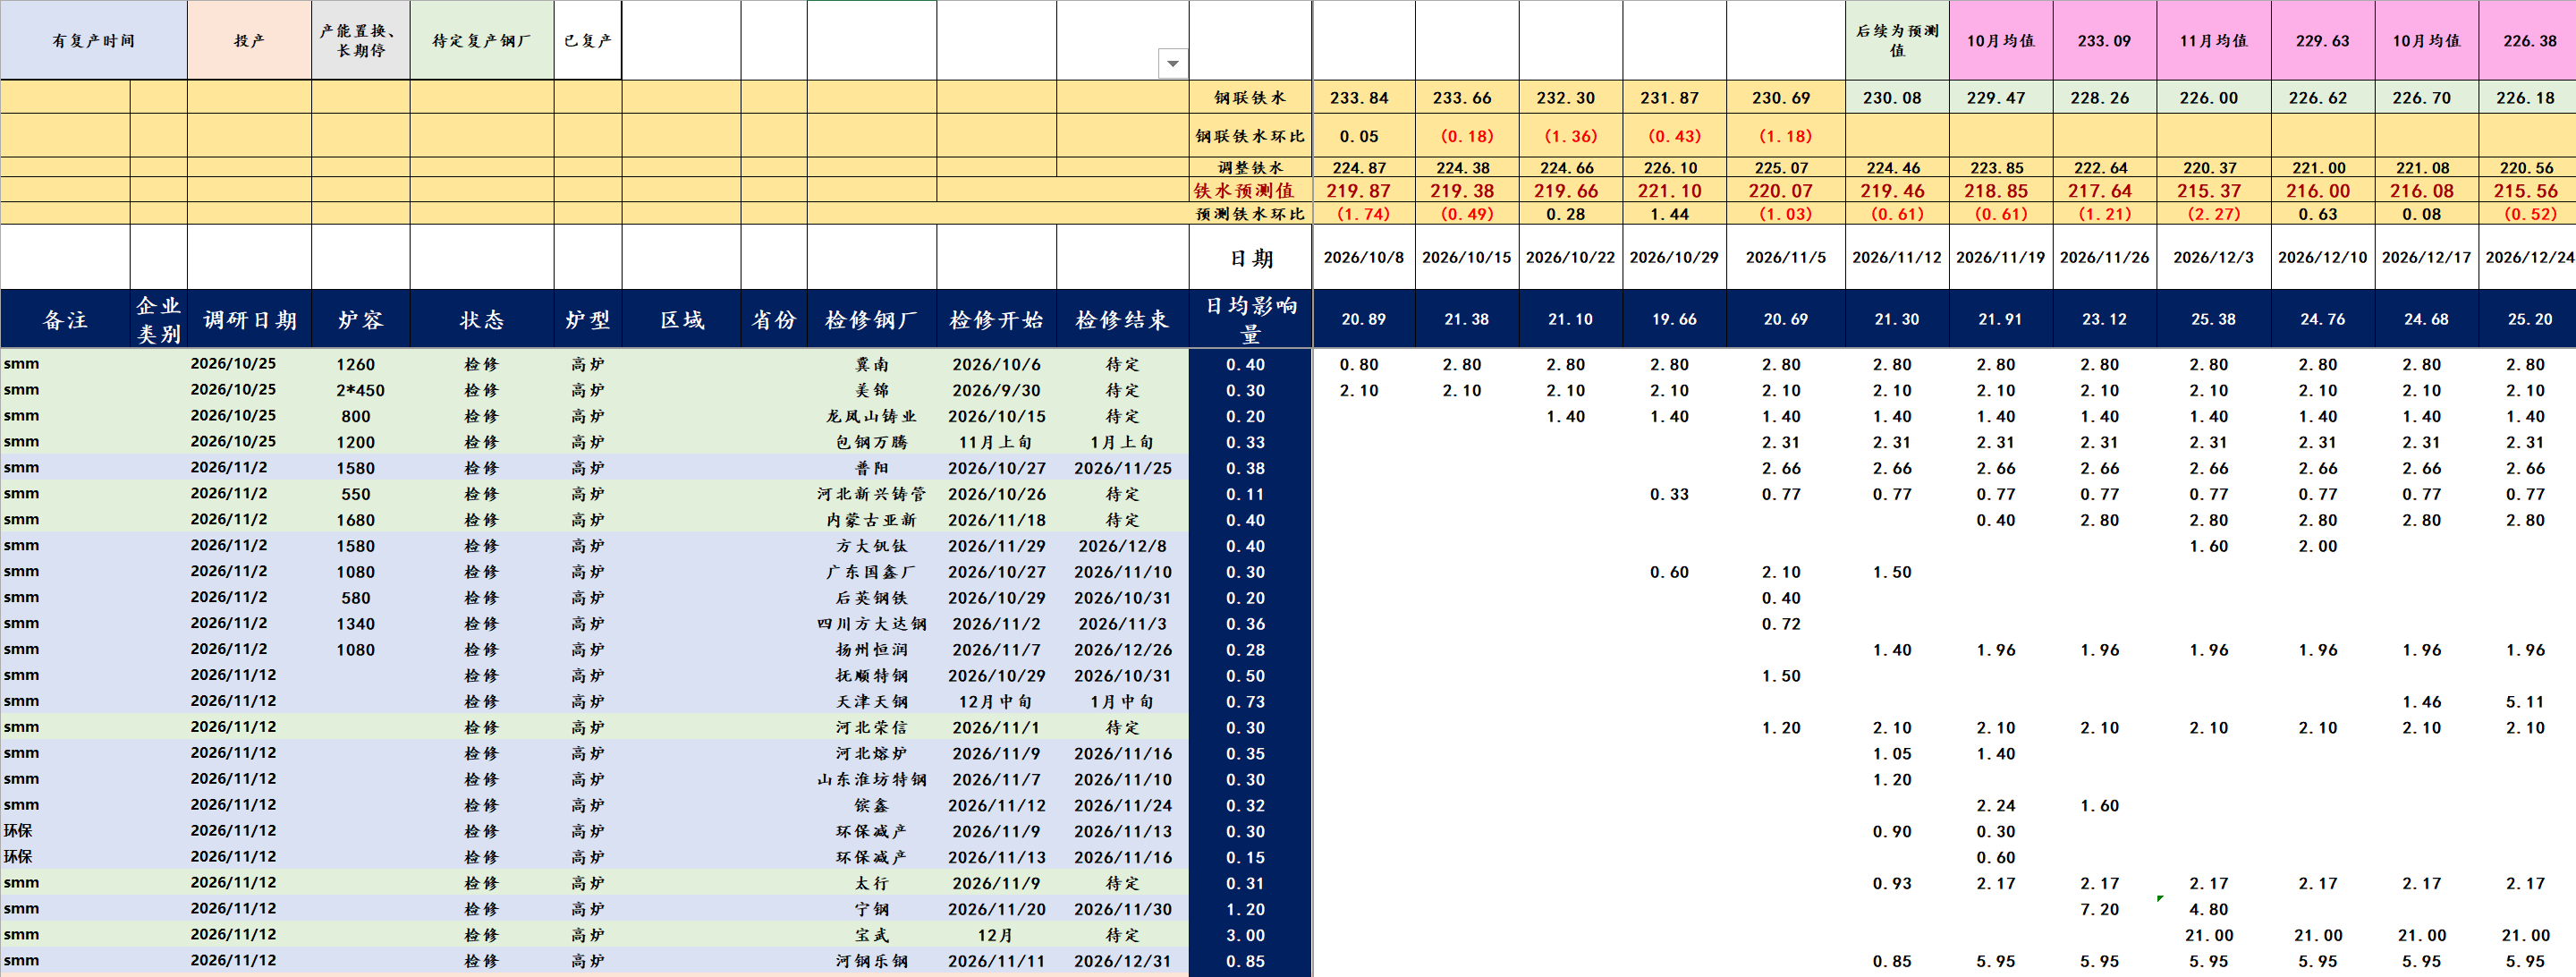 有复产时间 投产 产能置换、长期停 待定复产钢厂 已复产 后续为预测值 10月均值 233.09 11月均值 229.63 10月均值 226.38
钢联铁水 233.84 233.66 232.30 231.87 230.69 230.08 229.47 228.26 226.00 226.62 226.70 226.18
钢联铁水环比 0.05 (0.18) (1.36) (0.43) (1.18)
调整铁水 224.87 224.38 224.66 226.10 225.07 224.46 223.85 222.64 220.37 221.00 221.08 220.56
铁水预测值 219.87 219.38 219.66 221.10 220.07 219.46 218.85 217.64 215.37 216.00 216.08 215.56
预测铁水环比 (1.74) (0.49) 0.28 1.44 (1.03) (0.61) (0.61) (1.21) (2.27) 0.63 0.08 (0.52)
日期 2026/10/8 2026/10/15 2026/10/22 2026/10/29 2026/11/5 2026/11/12 2026/11/19 2026/11/26 2026/12/3 2026/12/10 2026/12/17 2026/12/24
备注 企业类别 调研日期 炉容 状态 炉型 区域 省份 检修钢厂 检修开始 检修结束 日均影响量 20.89 21.38 21.10 19.66 20.69 21.30 21.91 23.12 25.38 24.76 24.68 25.20
smm 2026/10/25 1260 检修 高炉 冀南 2026/10/6 待定 0.40 0.80 2.80 2.80 2.80 2.80 2.80 2.80 2.80 2.80 2.80 2.80 2.80
smm 2026/10/25 2*450 检修 高炉 美锦 2026/9/30 待定 0.30 2.10 2.10 2.10 2.10 2.10 2.10 2.10 2.10 2.10 2.10 2.10 2.10
smm 2026/10/25 800 检修 高炉 龙凤山铸业 2026/10/15 待定 0.20 1.40 1.40 1.40 1.40 1.40 1.40 1.40 1.40 1.40 1.40
smm 2026/10/25 1200 检修 高炉 包钢万腾 11月上旬 1月上旬 0.33 2.31 2.31 2.31 2.31 2.31 2.31 2.31 2.31
smm 2026/11/2 1580 检修 高炉 普阳 2026/10/27 2026/11/25 0.38 2.66 2.66 2.66 2.66 2.66 2.66 2.66 2.66
smm 2026/11/2 550 检修 高炉 河北新兴铸管 2026/10/26 待定 0.11 0.33 0.77 0.77 0.77 0.77 0.77 0.77 0.77 0.77
smm 2026/11/2 1680 检修 高炉 内蒙古亚新 2026/11/18 待定 0.40 0.40 2.80 2.80 2.80 2.80 2.80
smm 2026/11/2 1580 检修 高炉 方大钒钛 2026/11/29 2026/12/8 0.40 1.60 2.00
smm 2026/11/2 1080 检修 高炉 广东国鑫厂 2026/10/27 2026/11/10 0.30 0.60 2.10 1.50
smm 2026/11/2 580 检修 高炉 后英钢铁 2026/10/29 2026/10/31 0.20 0.40
smm 2026/11/2 1340 检修 高炉 四川方大达钢 2026/11/2 2026/11/3 0.36 0.72
smm 2026/11/2 1080 检修 高炉 扬州恒润 2026/11/7 2026/12/26 0.28 1.40 1.96 1.96 1.96 1.96 1.96 1.96
smm 2026/11/12 检修 高炉 抚顺特钢 2026/10/29 2026/10/31 0.50 1.50
smm 2026/11/12 检修 高炉 天津天钢 12月中旬 1月中旬 0.73 1.46 5.11
smm 2026/11/12 检修 高炉 河北荣信 2026/11/1 待定 0.30 1.20 2.10 2.10 2.10 2.10 2.10 2.10 2.10
smm 2026/11/12 检修 高炉 河北熔炉 2026/11/9 2026/11/16 0.35 1.05 1.40
smm 2026/11/12 检修 高炉 山东淮坊特钢 2026/11/7 2026/11/10 0.30 1.20
smm 2026/11/12 检修 高炉 镔鑫 2026/11/12 2026/11/24 0.32 2.24 1.60
环保 2026/11/12 检修 高炉 环保减产 2026/11/9 2026/11/13 0.30 0.90 0.30
环保 2026/11/12 检修 高炉 环保减产 2026/11/13 2026/11/16 0.15 0.60
smm 2026/11/12 检修 高炉 太行 2026/11/9 待定 0.31 0.93 2.17 2.17 2.17 2.17 2.17 2.17
smm 2026/11/12 检修 高炉 宁钢 2026/11/20 2026/11/30 1.20 7.20 4.80
smm 2026/11/12 检修 高炉 宝武 12月 待定 3.00 21.00 21.00 21.00 21.00
smm 2026/11/12 检修 高炉 河钢乐钢 2026/11/11 2026/12/31 0.85 0.85 5.95 5.95 5.95 5.95 5.95 5.95